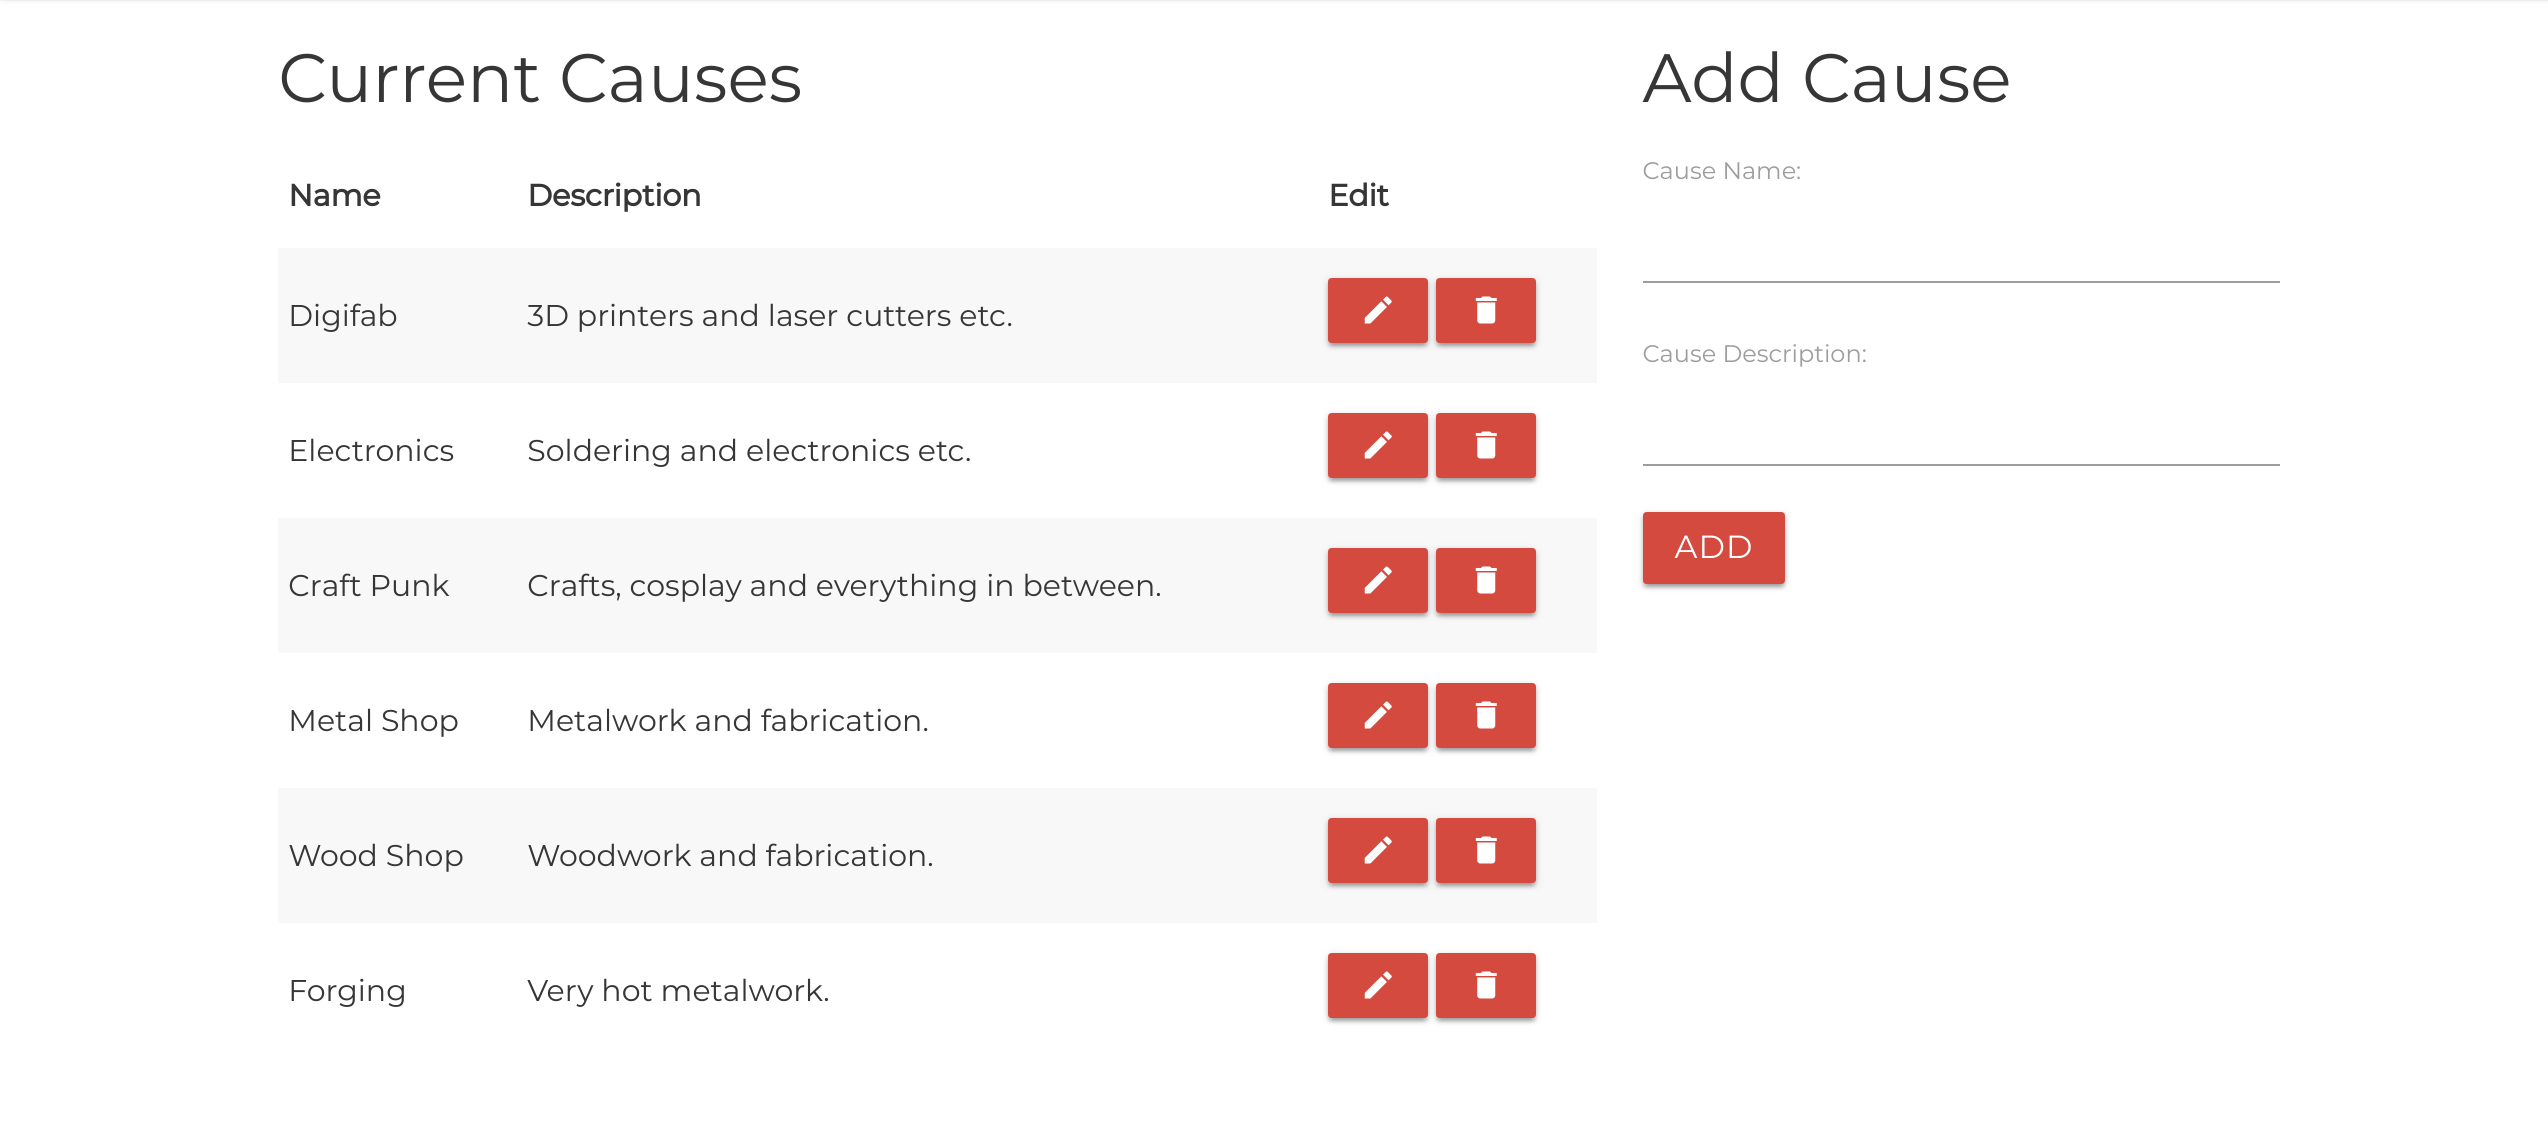 Current Causes
Name Description Edit
Digifab 3D printers and laser cutters etc.
Electronics Soldering and electronics etc.
Craft Punk Crafts, cosplay and everything in between.
Metal Shop Metalwork and fabrication.
Wood Shop Woodwork and fabrication.
Forging Very hot metalwork.
Add Cause
Cause Name:
Cause Description:
ADD